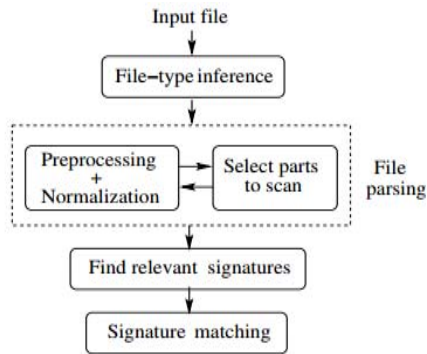 Input file
File-type inference
Preprocessing
+
Normalization
Select parts
to scan
File
parsing
Find relevant signatures
Signature matching